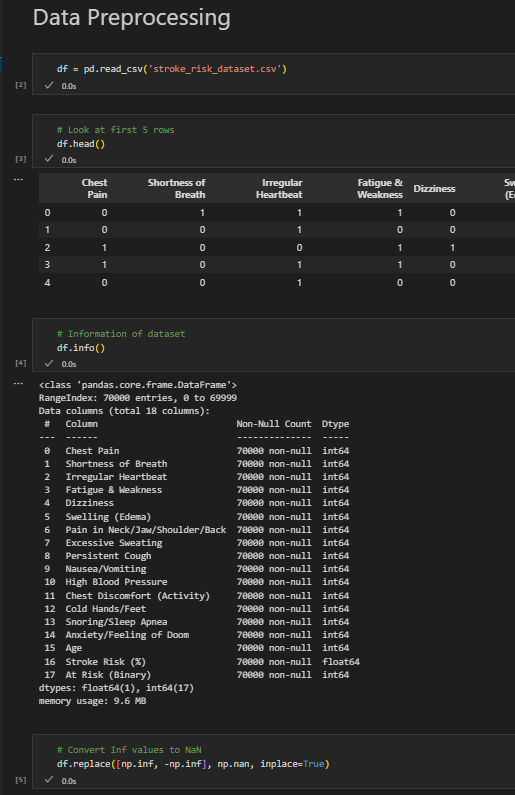 Data Preprocessing
df = pd.read_csv('stroke_risk_dataset.csv')
[2] ✓ 0.0s
# Look at first 5 rows
df.head()
[3] ✓ 0.0s
...
Chest Pain Shortness of Breath Irregular Heartbeat Fatigue & Weakness Dizziness
0 0 1 1 1 0
1 0 0 1 0 0
2 1 0 0 1 1
3 1 0 1 1 0
4 0 0 1 0 0
# Information of dataset
df.info()
[4] ✓ 0.0s
...
<class 'pandas.core.frame.DataFrame'>
RangeIndex: 70000 entries, 0 to 69999
Data columns (total 18 columns):
# Column Non-Null Count Dtype
--- ------ -------------- -----
0 Chest Pain 70000 non-null int64
1 Shortness of Breath 70000 non-null int64
2 Irregular Heartbeat 70000 non-null int64
3 Fatigue & Weakness 70000 non-null int64
4 Dizziness 70000 non-null int64
5 Swelling (Edema) 70000 non-null int64
6 Pain in Neck/Jaw/Shoulder/Back 70000 non-null int64
7 Excessive Sweating 70000 non-null int64
8 Persistent Cough 70000 non-null int64
9 Nausea/Vomiting 70000 non-null int64
10 High Blood Pressure 70000 non-null int64
11 Chest Discomfort (Activity) 70000 non-null int64
12 Cold Hands/Feet 70000 non-null int64
13 Snoring/Sleep Apnea 70000 non-null int64
14 Anxiety/Feeling of Doom 70000 non-null int64
15 Age 70000 non-null int64
16 Stroke Risk (%) 70000 non-null float64
17 At Risk (Binary) 70000 non-null int64
dtypes: float64(1), int64(17)
memory usage: 9.6 MB
# Convert Inf values to NaN
df.replace([np.inf, -np.inf], np.nan, inplace=True)
[5] ✓ 0.0s